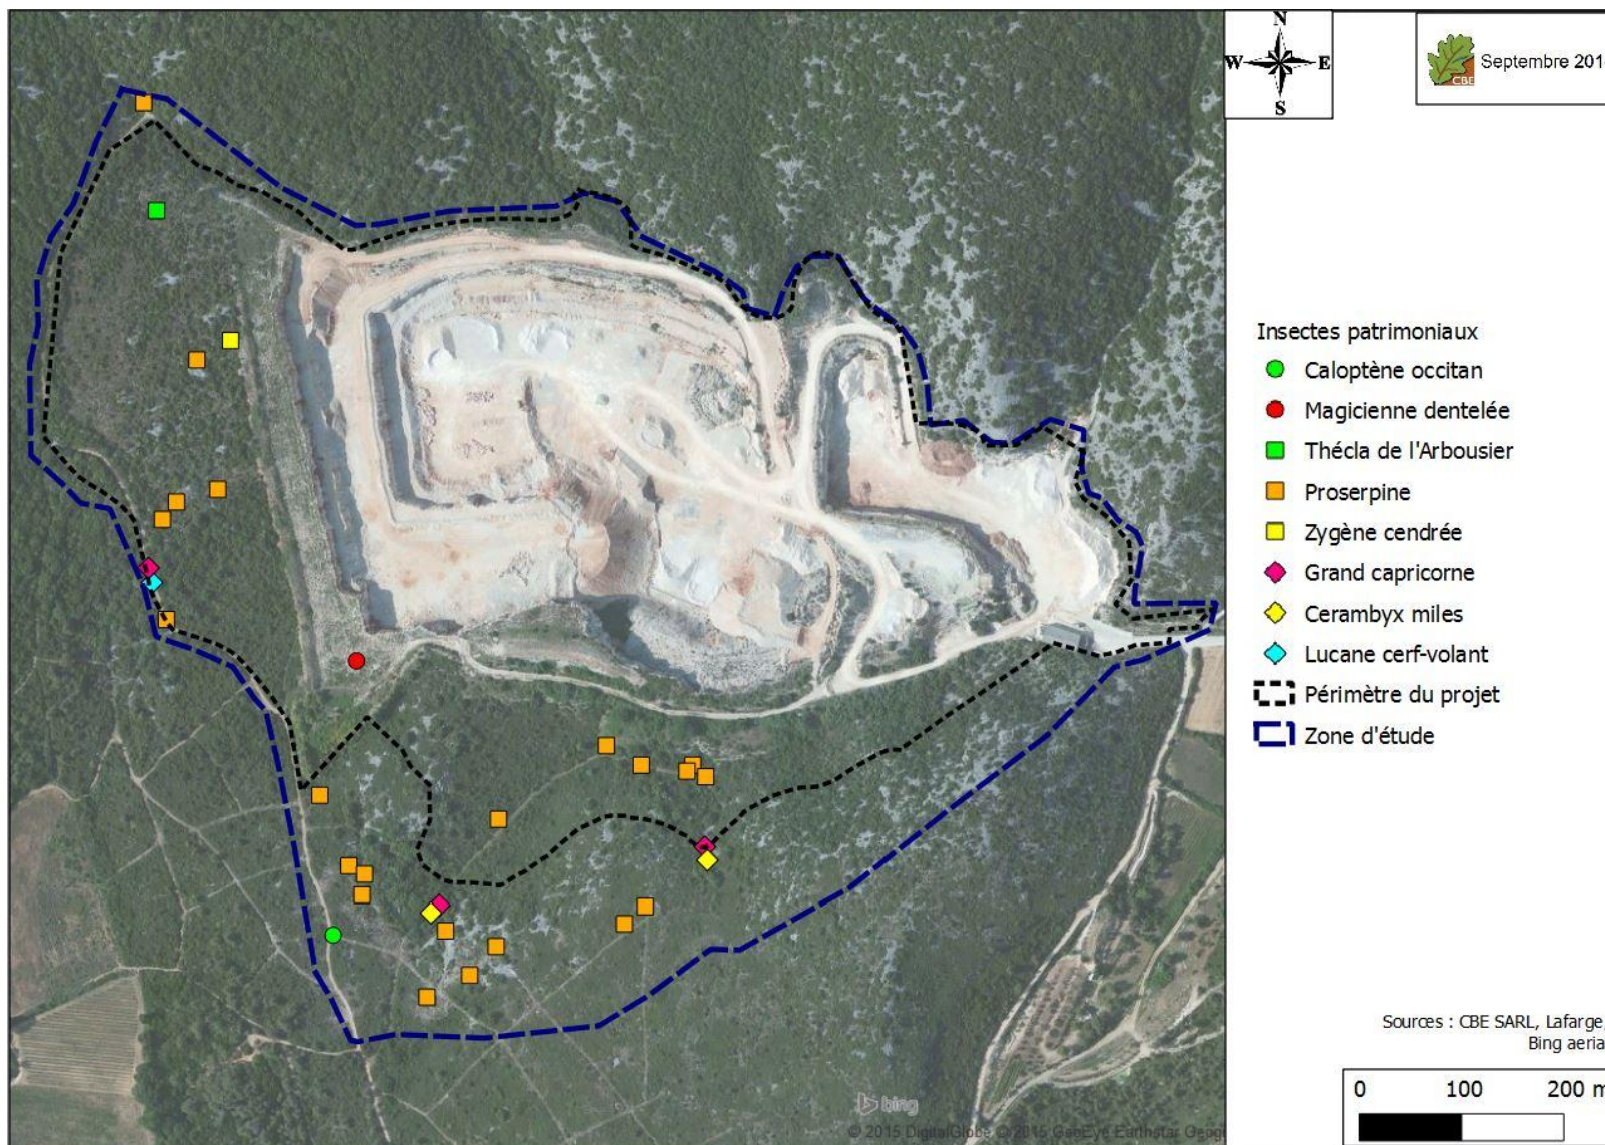 N
W E
S
CBE
Septembre 201
Insectes patrimoniaux
Caloptène occitan
Magicienne dentelée
Thécla de l'Arbousier
Proserpine
Zygène cendrée
Grand capricorne
Cerambyx miles
Lucane cerf-volant
Périmètre du projet
Zone d'étude
Sources : CBE SARL, Lafarge,
Bing aeria
0 100 200 m
bing
© 2015 DigitalGlobe © 2015 GeoEye Earthstar Geogr